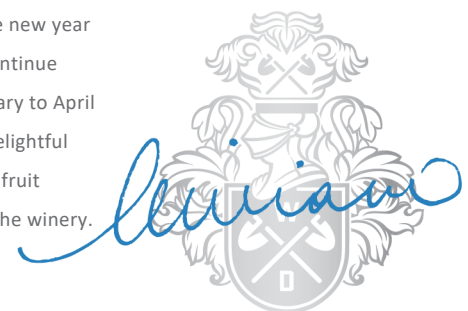 e new year
ntinue
ary to April
elightful
fruit
he winery.
W
D